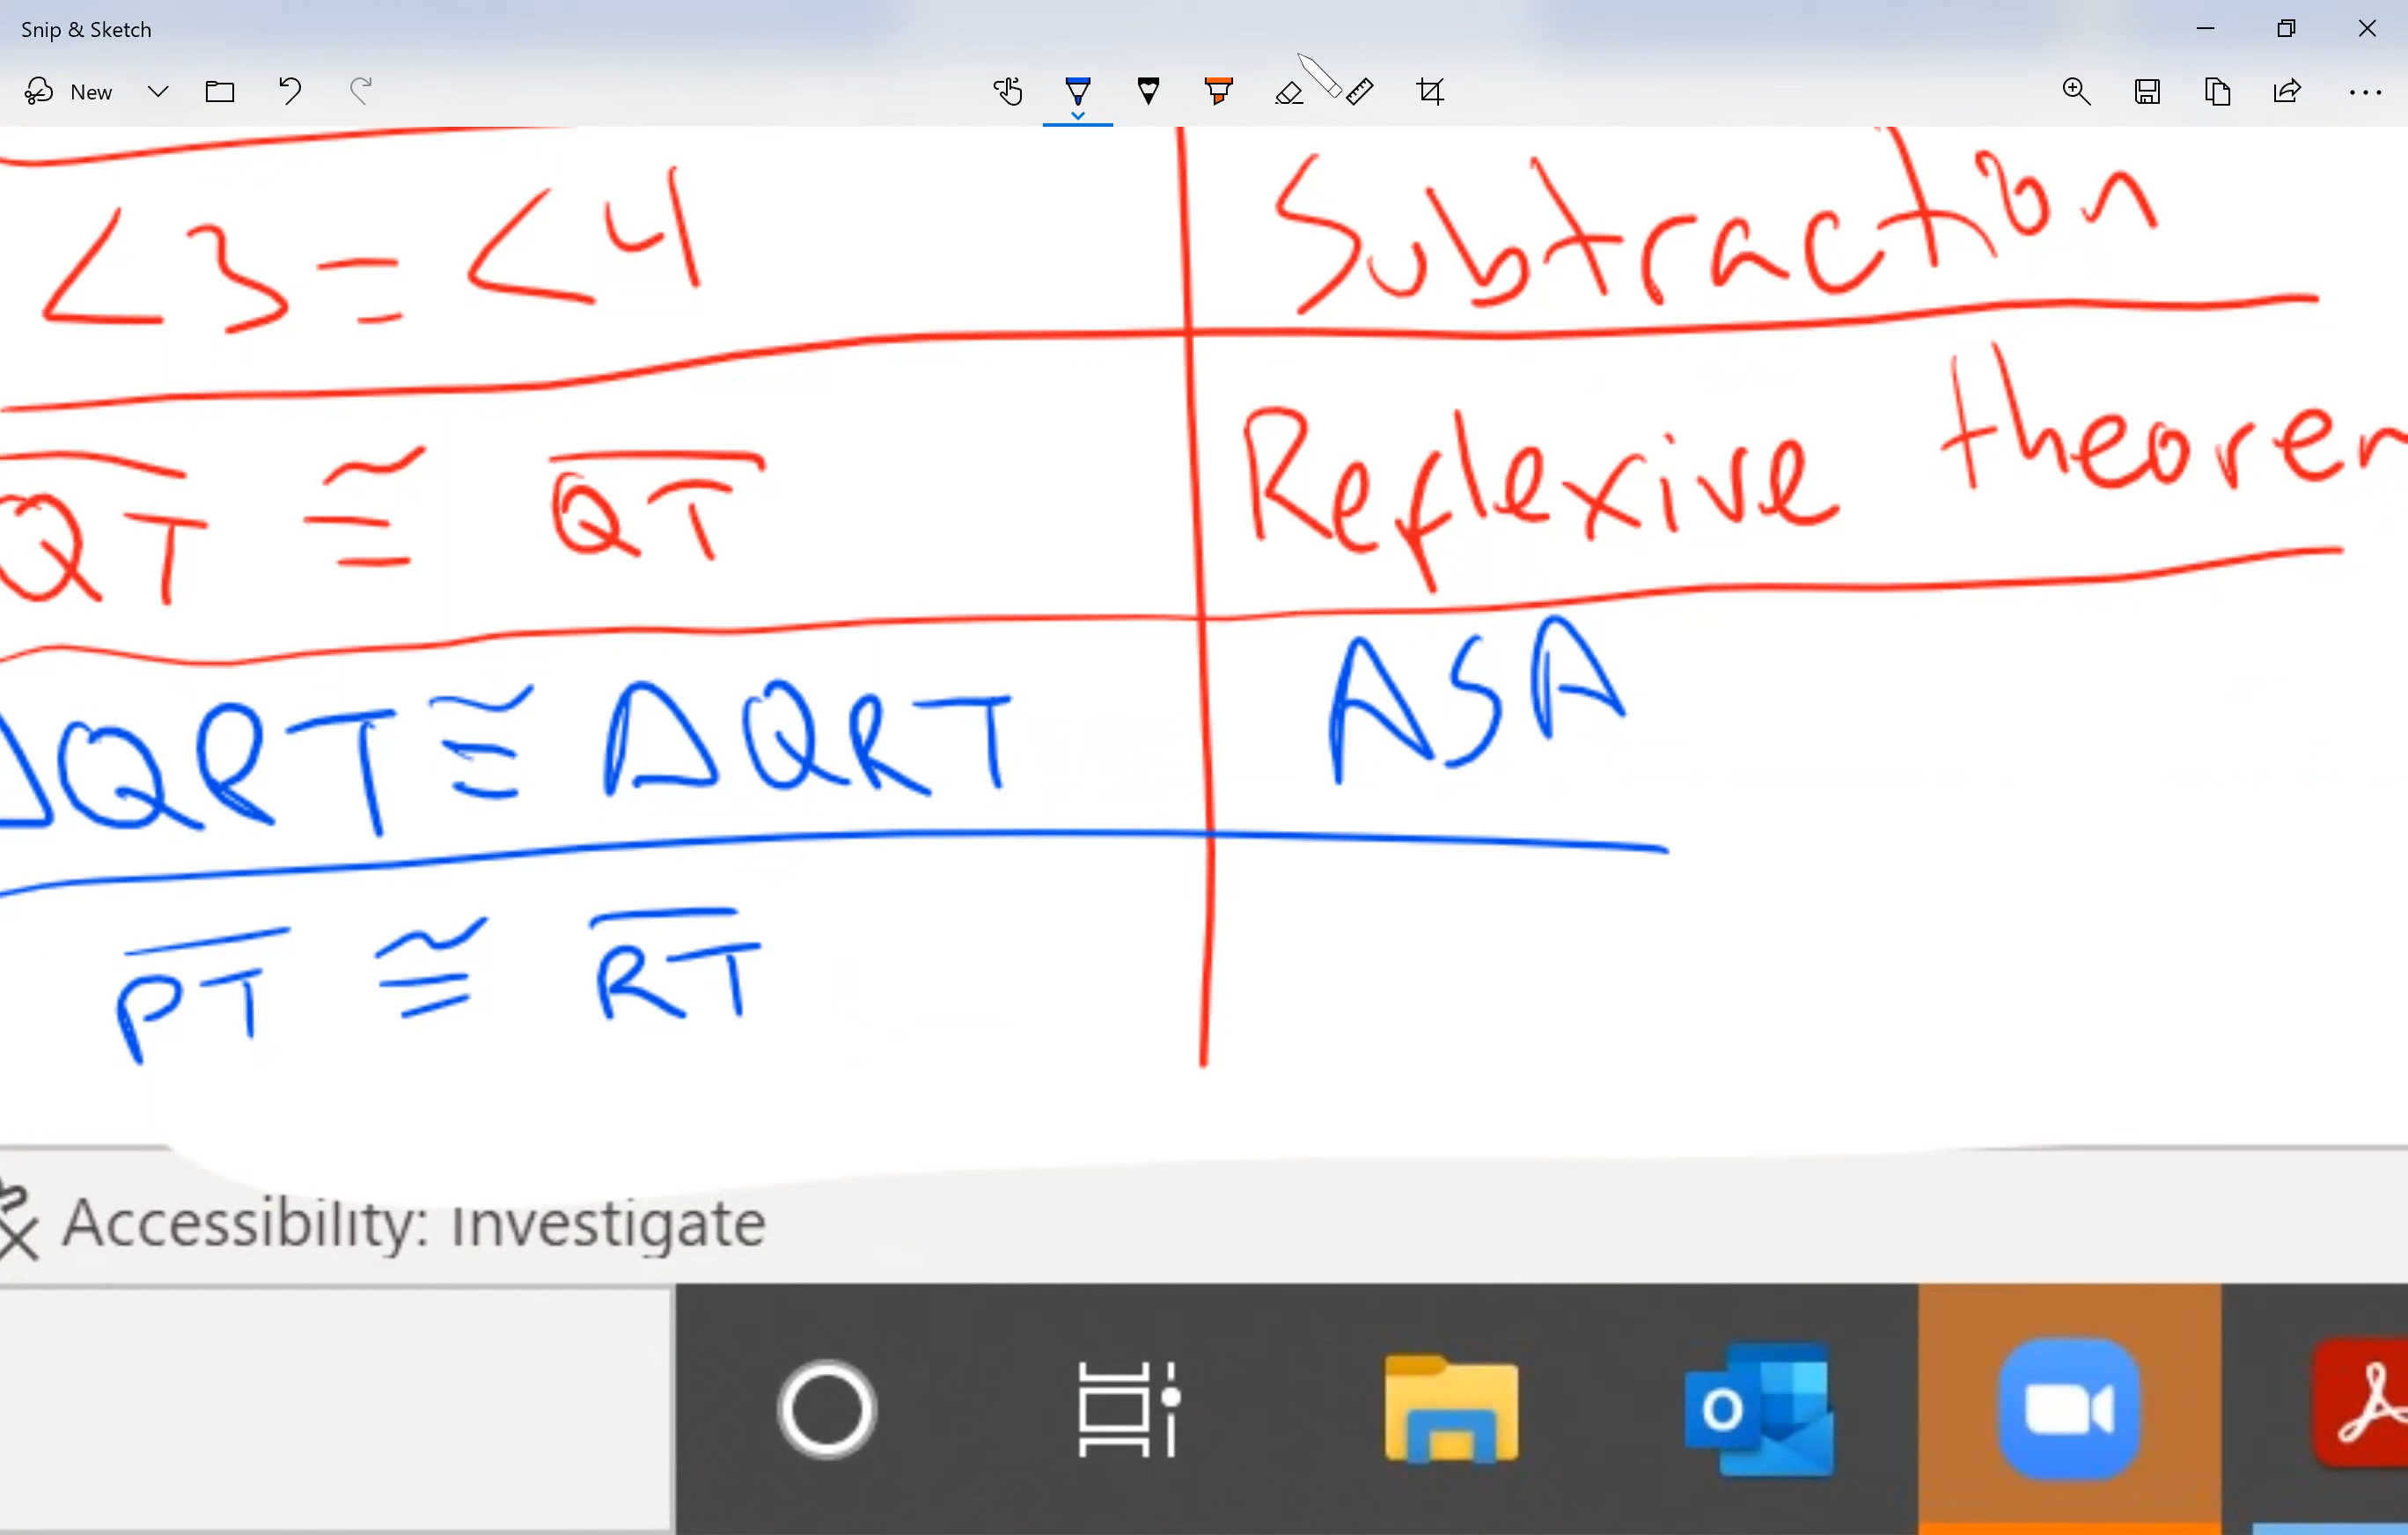 Snip & Sketch
New
<3 = <4 Subtraction
QT ≅ QT Reflexive theorem
ΔQRT ≅ ΔQRT ASA
PT ≅ RT
Accessibility: Investigate